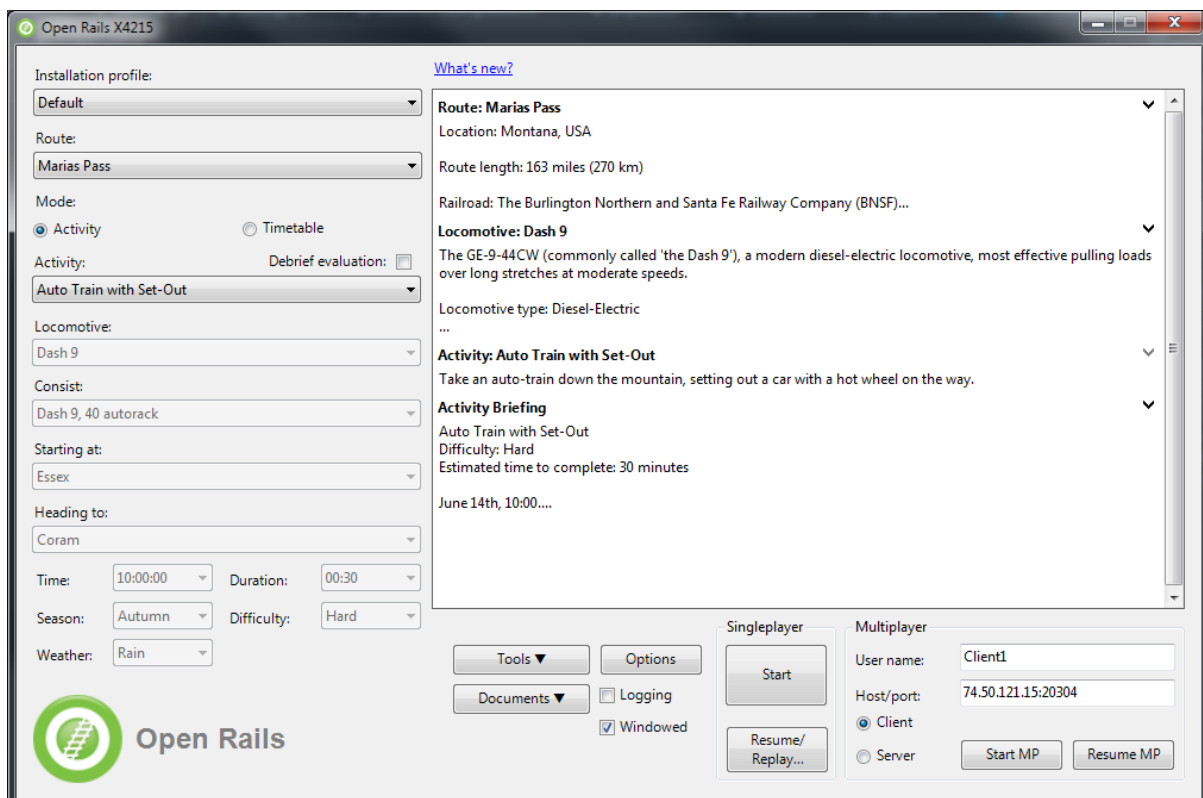 Open Rails X4215
Installation profile:
Default
Route:
Marias Pass
Mode:
Activity
Timetable
Activity:
Debrief evaluation:
Auto Train with Set-Out
Locomotive:
Dash 9
Consist:
Dash 9, 40 autorack
Starting at:
Essex
Heading to:
Coram
Time:
10:00:00
Duration:
00:30
Season:
Autumn
Difficulty:
Hard
Weather:
Rain
Open Rails
What's new?
Route: Marias Pass
Location: Montana, USA
Route length: 163 miles (270 km)
Railroad: The Burlington Northern and Santa Fe Railway Company (BNSF)...
Locomotive: Dash 9
The GE-9-44CW (commonly called 'the Dash 9'), a modern diesel-electric locomotive, most effective pulling loads
over long stretches at moderate speeds.
Locomotive type: Diesel-Electric
...
Activity: Auto Train with Set-Out
Take an auto-train down the mountain, setting out a car with a hot wheel on the way.
Activity Briefing
Auto Train with Set-Out
Difficulty: Hard
Estimated time to complete: 30 minutes
June 14th, 10:00....
Tools ▼
Options
Documents ▼
Logging
Windowed
Singleplayer
Start
Resume/
Replay...
Multiplayer
User name:
Client1
Host/port:
74.50.121.15:20304
Client
Server
Start MP
Resume MP